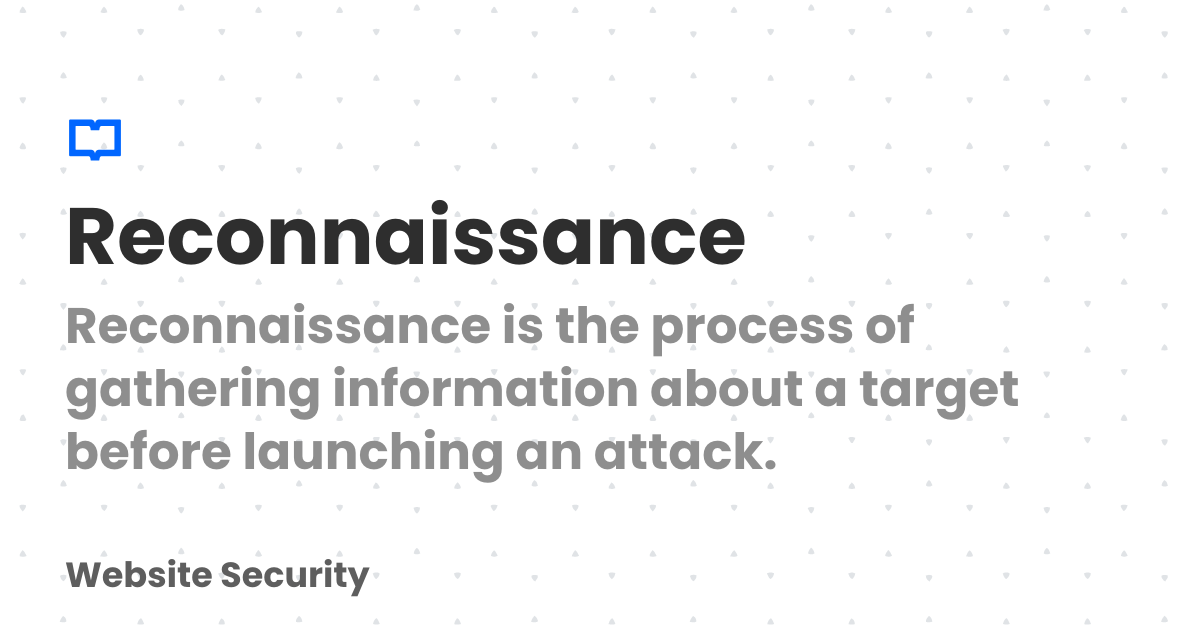 Reconnaissance
Reconnaissance is the process of
gathering information about a target
before launching an attack.
Website Security